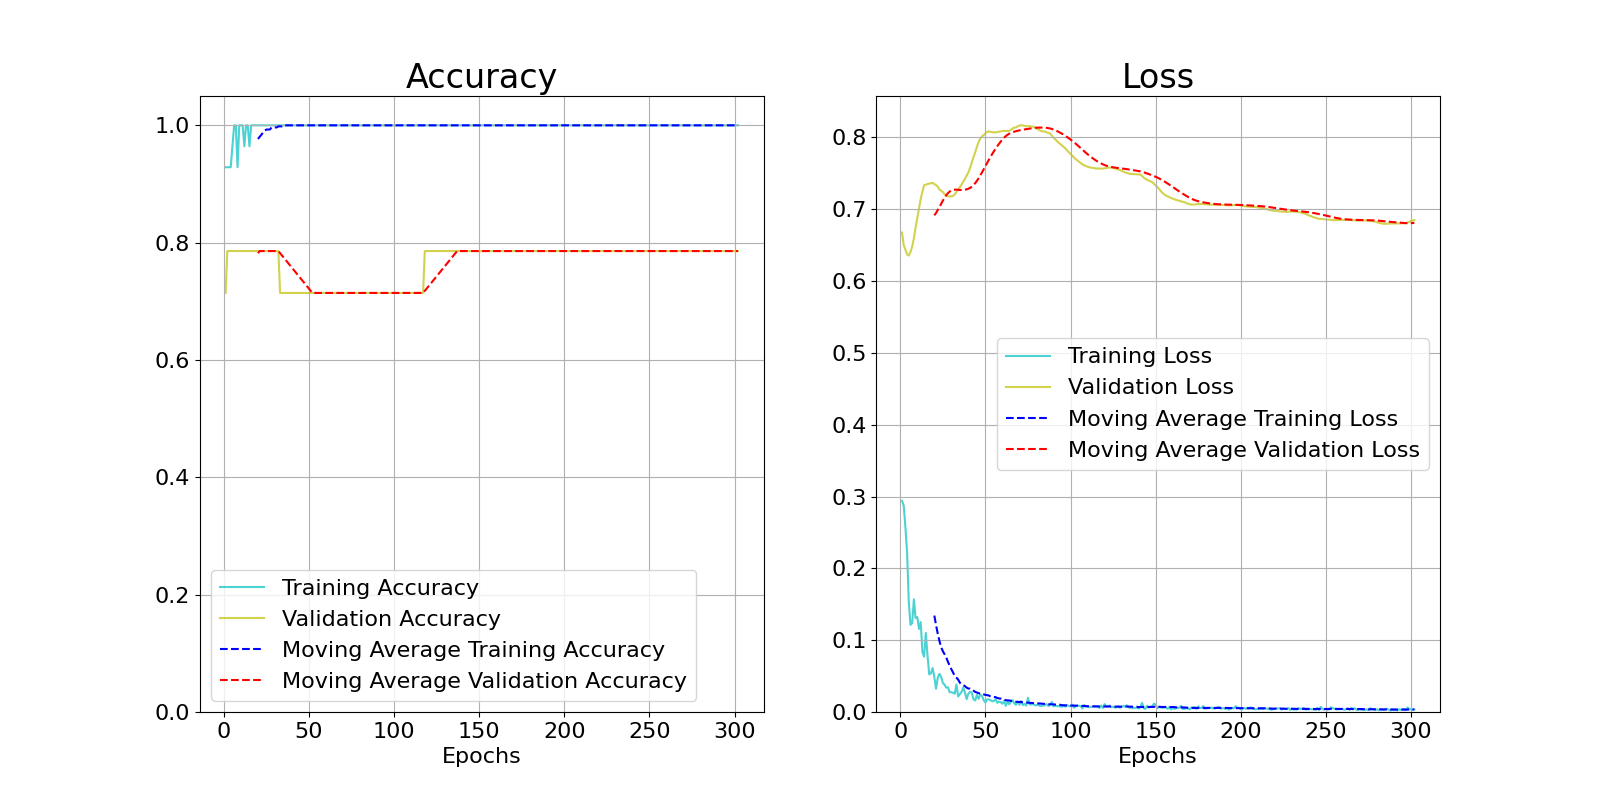 Accuracy
1.0
0.8
0.6
0.4
0.2
0.0
0 50 100 150 200 250 300
Epochs
Training Accuracy
Validation Accuracy
Moving Average Training Accuracy
Moving Average Validation Accuracy
Loss
0.8
0.7
0.6
0.5
0.4
0.3
0.2
0.1
0.0
0 50 100 150 200 250 300
Epochs
Training Loss
Validation Loss
Moving Average Training Loss
Moving Average Validation Loss